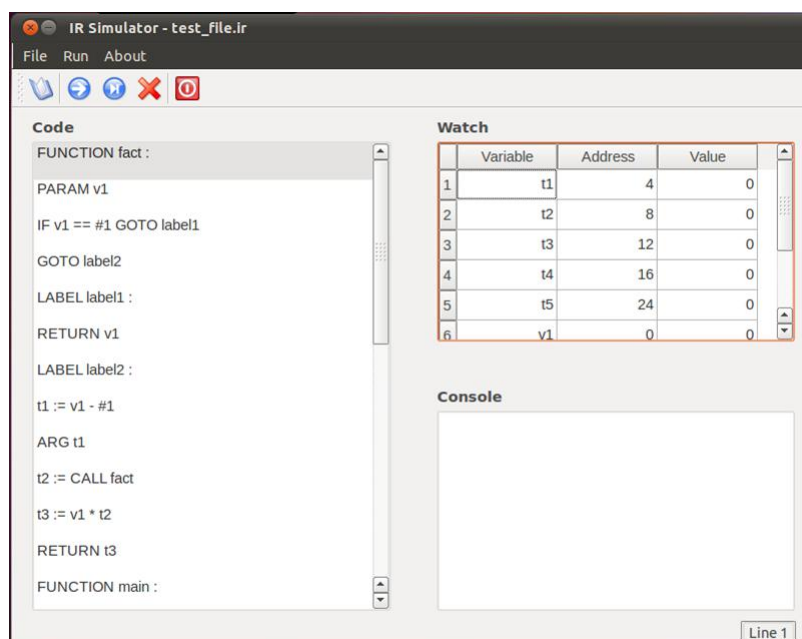 IR Simulator - test_file.ir
File Run About
Code
FUNCTION fact :
PARAM v1
IF v1 == #1 GOTO label1
GOTO label2
LABEL label1 :
RETURN v1
LABEL label2 :
t1 := v1 - #1
ARG t1
t2 := CALL fact
t3 := v1 * t2
RETURN t3
FUNCTION main :
Watch
Variable Address Value
1 t1 4 0
2 t2 8 0
3 t3 12 0
4 t4 16 0
5 t5 24 0
6 v1 0 0
Console
Line 1